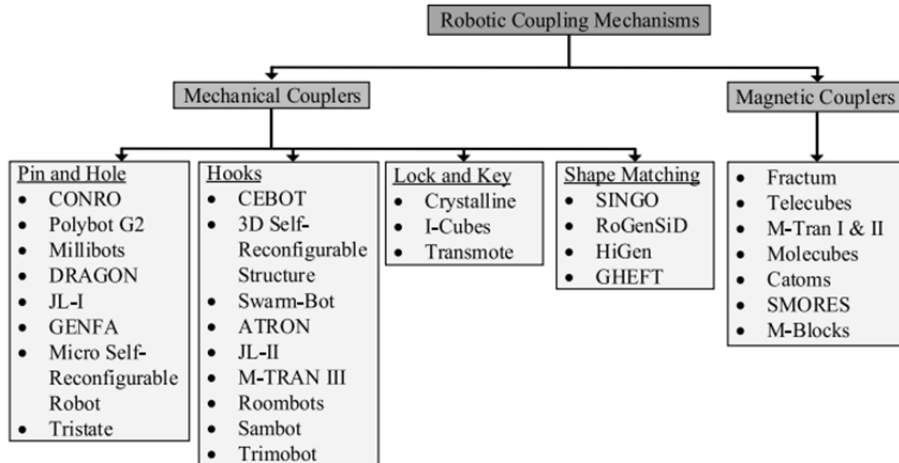 Robotic Coupling Mechanisms
Mechanical Couplers
Magnetic Couplers
Pin and Hole
• CONRO
• Polybot G2
• Millibots
• DRAGON
• JL-I
• GENFA
• Micro Self-
Reconfigurable
Robot
• Tristate
Hooks
• CEBOT
• 3D Self-
Reconfigurable
Structure
• Swarm-Bot
• ATRON
• JL-II
• M-TRAN III
• Roombots
• Sambot
• Trimobot
Lock and Key
• Crystalline
• I-Cubes
• Transmote
Shape Matching
• SINGO
• RoGenSiD
• HiGen
• GHEFT
• Fractum
• Telecubes
• M-Tran I & II
• Molecubes
• Catoms
• SMORES
• M-Blocks